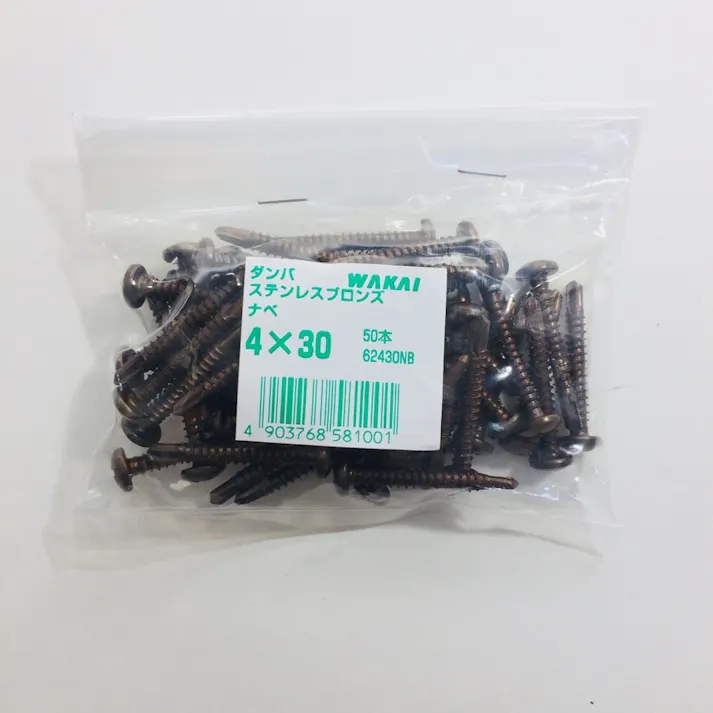 ダンバ WAKAI
ステンレスブロンズ
ナベ
4×30 50本
62430NB
4 903768 581001